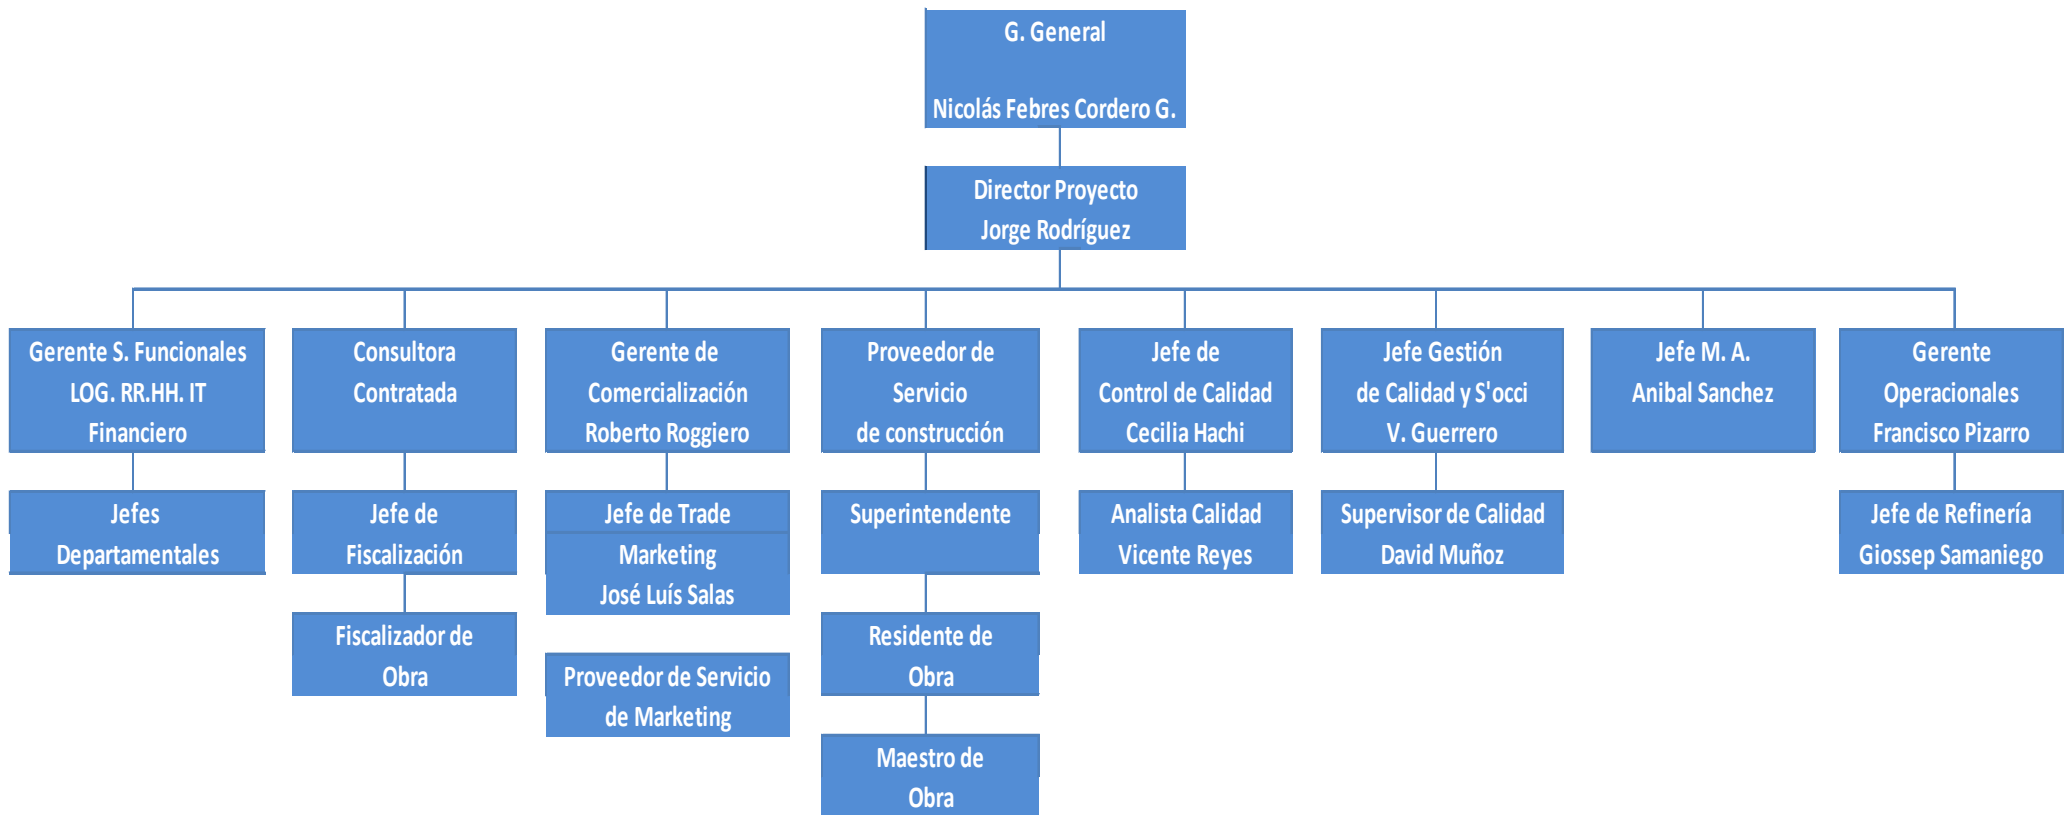 G. General
Nicolás Febres Cordero G.
Director Proyecto
Jorge Rodríguez
Gerente S. Funcionales
LOG. RR.HH. IT
Financiero
Consultora
Contratada
Gerente de
Comercialización
Roberto Roggiero
Proveedor de
Servicio
de construcción
Jefe de
Control de Calidad
Cecilia Hachi
Jefe Gestión
de Calidad y S'occi
V. Guerrero
Jefe M. A.
Anibal Sanchez
Gerente
Operacionales
Francisco Pizarro
Jefes
Departamentales
Jefe de
Fiscalización
Jefe de Trade
Marketing
José Luís Salas
Superintendente
Analista Calidad
Vicente Reyes
Supervisor de Calidad
David Muñoz
Jefe de Refinería
Giossep Samaniego
Fiscalizador de
Obra
Proveedor de Servicio
de Marketing
Residente de
Obra
Maestro de
Obra